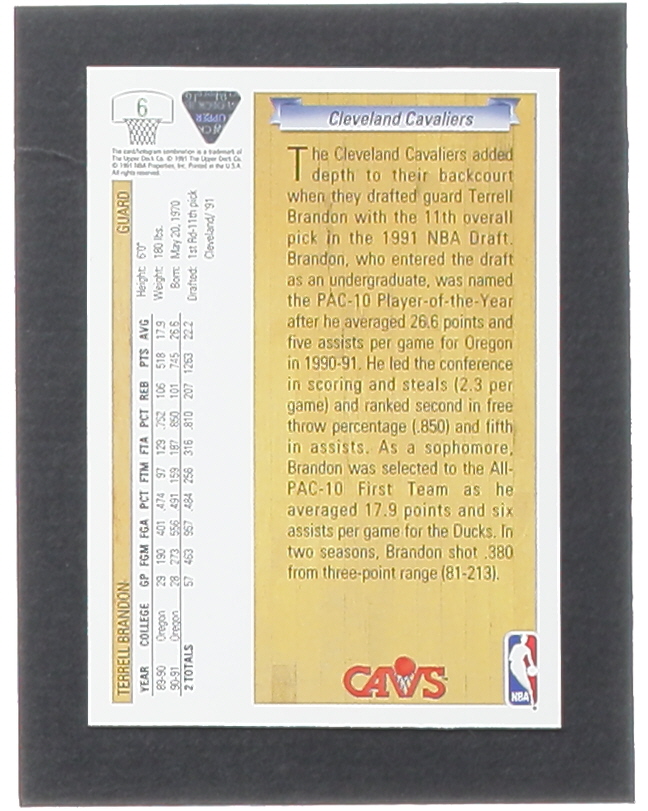 6
The card/hologram combination is a trademark of
The Upper Deck Co. © 1991 The Upper Deck Co.
© 1991 NBA Properties, Inc. Printed in the U.S.A.
All rights reserved.
TERRELL BRANDON GUARD
Height: 6'0"
Weight: 180 lbs.
Born: May 20, 1970
Drafted: 1st Rd-11th pick
Cleveland/'91
YEAR COLLEGE GP FGM FGA PCT FTM FTA PCT REB PTS AVG
89-90 Oregon 29 190 401 .474 97 129 .752 106 518 17.9
90-91 Oregon 28 273 556 .491 159 187 .850 101 745 26.6
2 TOTALS 57 463 957 .484 256 316 .810 207 1263 22.2
Cleveland Cavaliers
The Cleveland Cavaliers added
depth to their backcourt
when they drafted guard Terrell
Brandon with the 11th overall
pick in the 1991 NBA Draft.
Brandon, who entered the draft
as an undergraduate, was named
the PAC-10 Player-of-the-Year
after he averaged 26.6 points and
five assists per game for Oregon
in 1990-91. He led the conference
in scoring and steals (2.3 per
game) and ranked second in free
throw percentage (.850) and fifth
in assists. As a sophomore,
Brandon was selected to the All-
PAC-10 First Team as he
averaged 17.9 points and six
assists per game for the Ducks. In
two seasons, Brandon shot .380
from three-point range (81-213).
CAVS
NBA